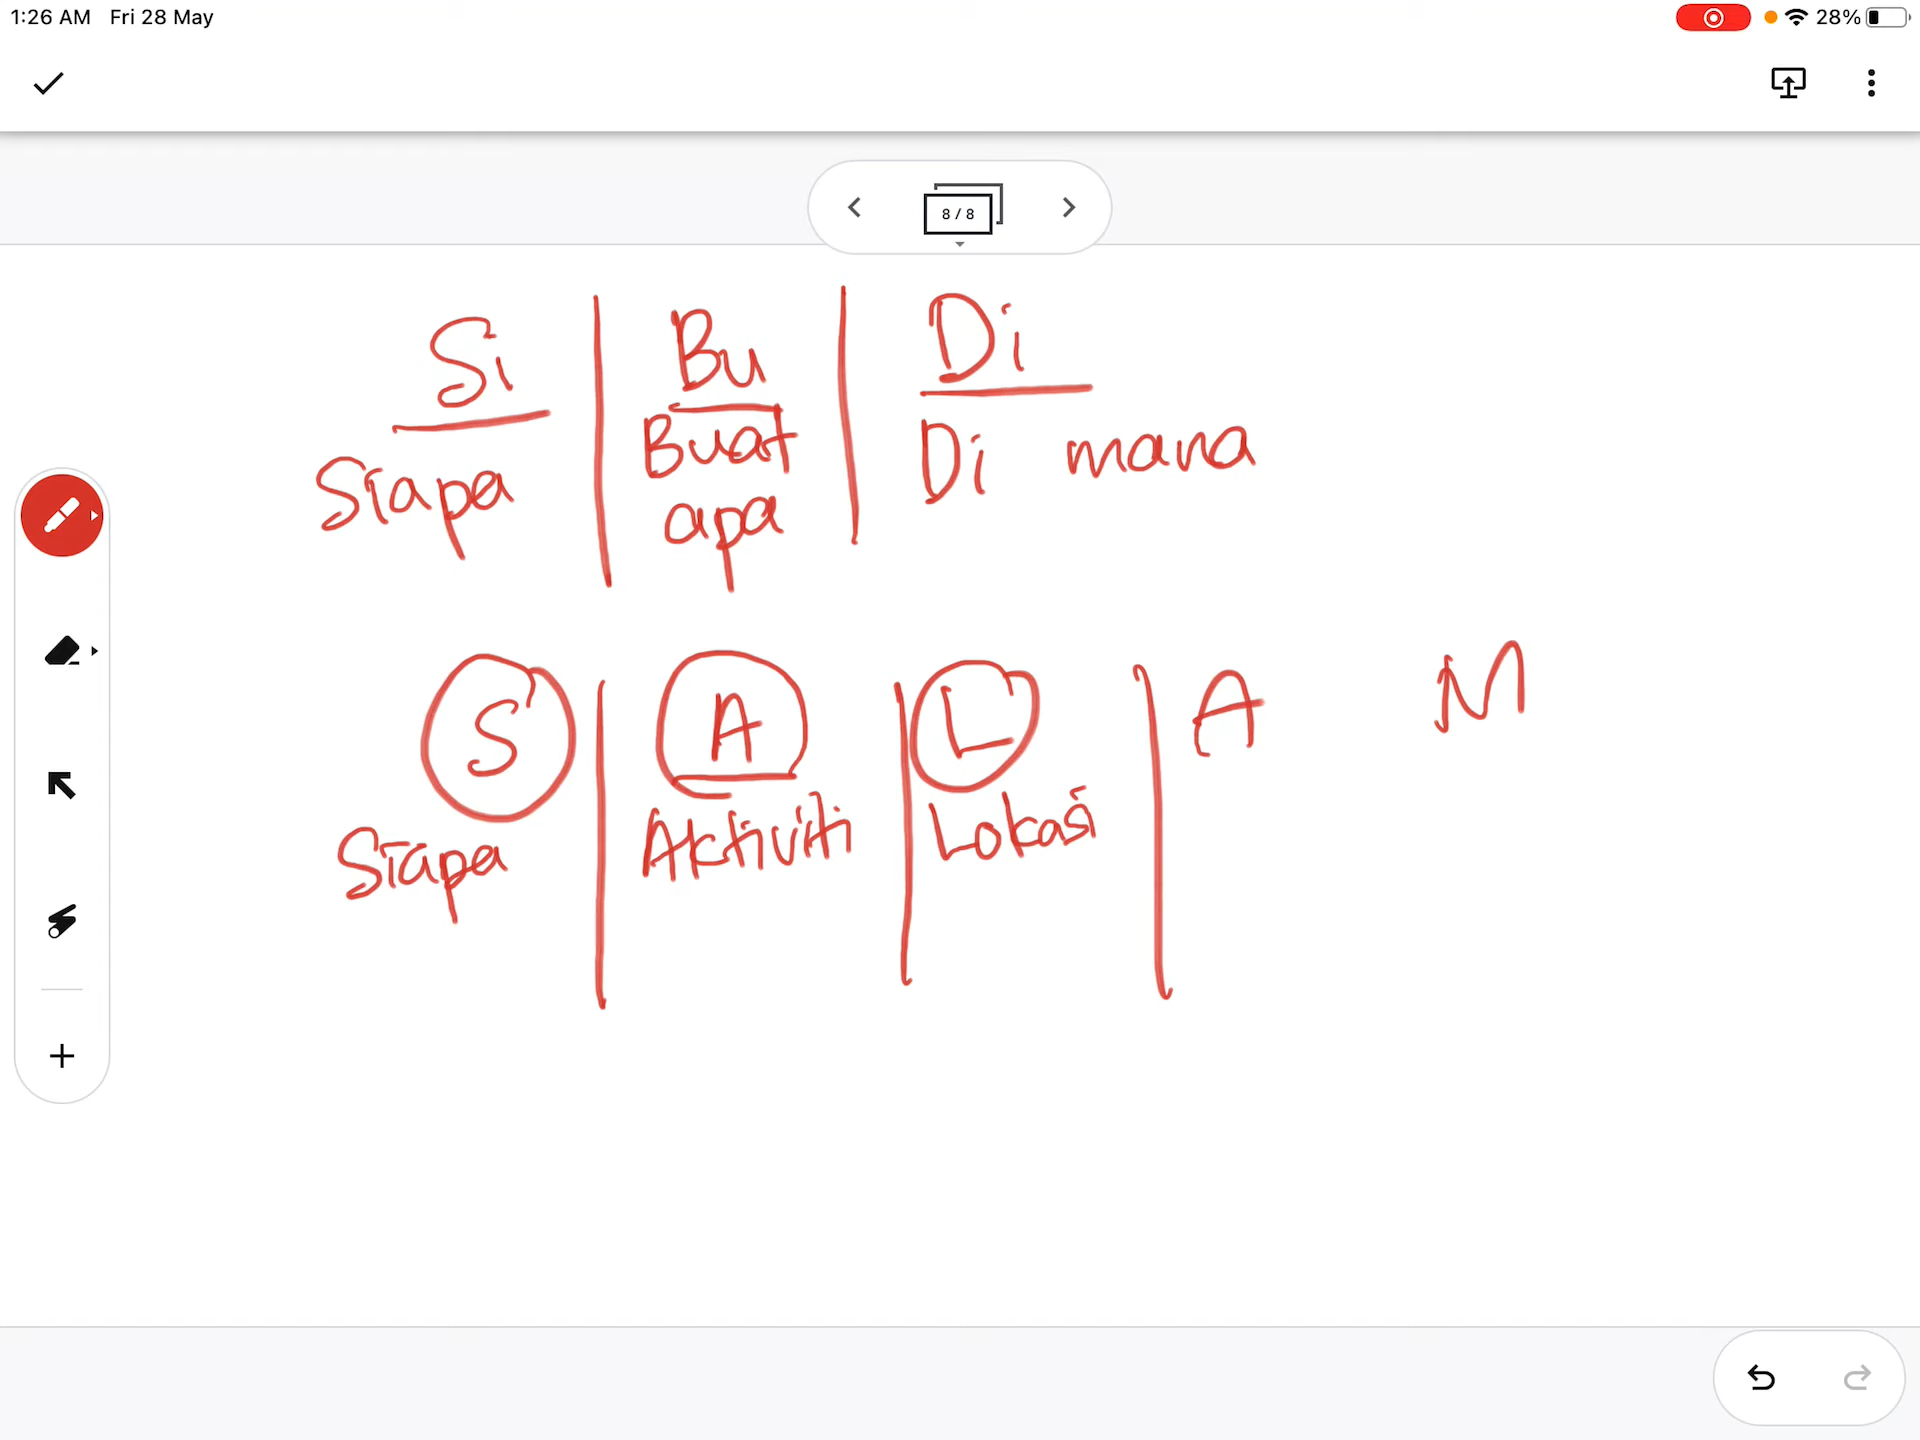 1:26 AM Fri 28 May
28%
8 / 8
Si Bu Di
Siapa Buat Di mana
apa
S A L A M
Siapa Aktiviti Lokasi